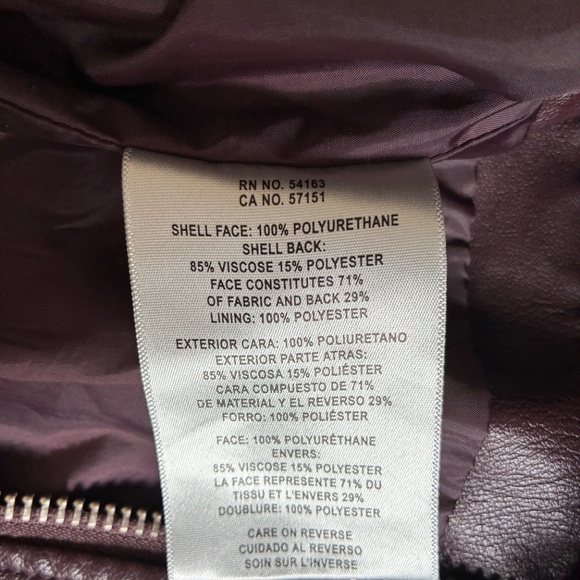 RN NO. 54163
CA NO. 57151
SHELL FACE: 100% POLYURETHANE
SHELL BACK:
85% VISCOSE 15% POLYESTER
FACE CONSTITUTES 71%
OF FABRIC AND BACK 29%
LINING: 100% POLYESTER
EXTERIOR CARA: 100% POLIURETANO
EXTERIOR PARTE ATRAS:
85% VISCOSA 15% POLIÉSTER
CARA COMPUESTO DE 71%
DE MATERIAL Y EL REVERSO 29%
FORRO: 100% POLIÉSTER
FACE: 100% POLYURÉTHANE
ENVERS:
85% VISCOSE 15% POLYESTER
LA FACE REPRESENTE 71% DU
TISSU ET L'ENVERS 29%
DOUBLURE: 100% POLYESTER
CARE ON REVERSE
CUIDADO AL REVERSO
SOIN SUR L'INVERSE